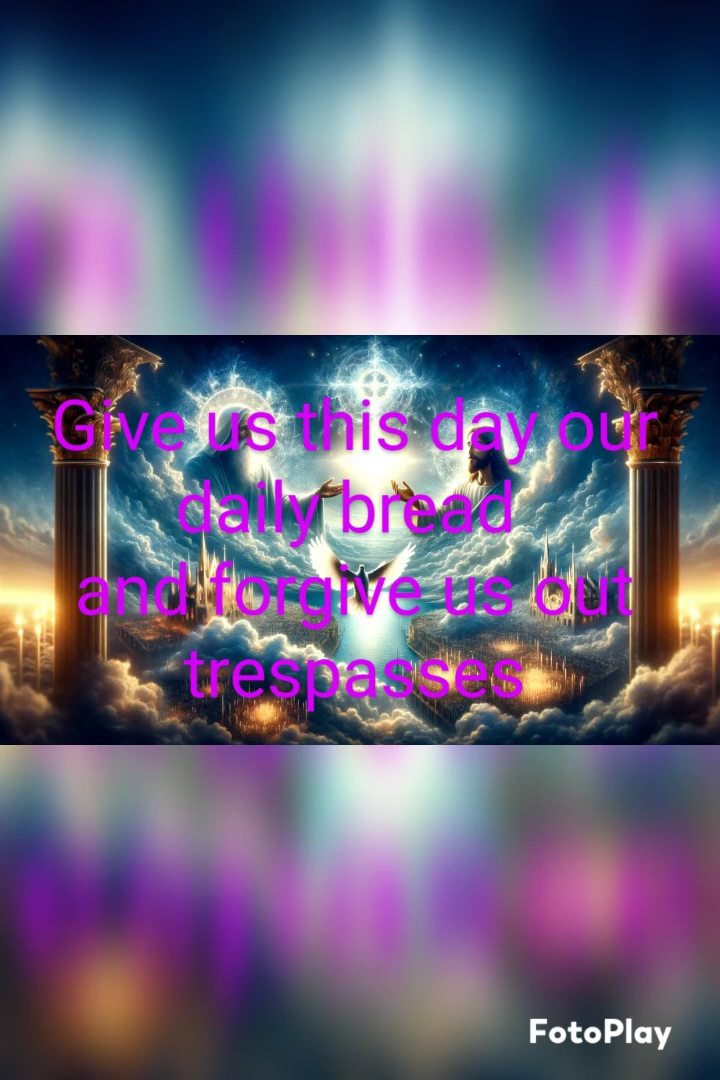 Give us this day our
daily bread
and forgive us out
trespasses
FotoPlay